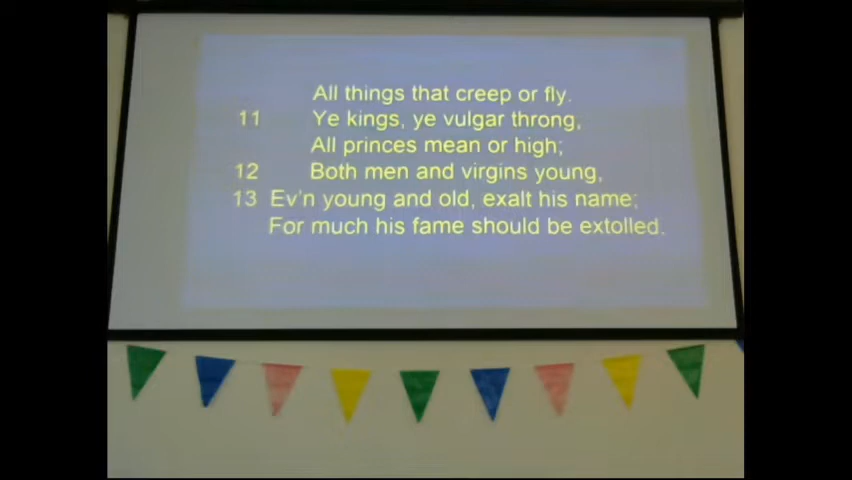 All things that creep or fly.
11 Ye kings, ye vulgar throng,
All princes mean or high;
12 Both men and virgins young,
13 Ev'n young and old, exalt his name;
For much his fame should be extolled.